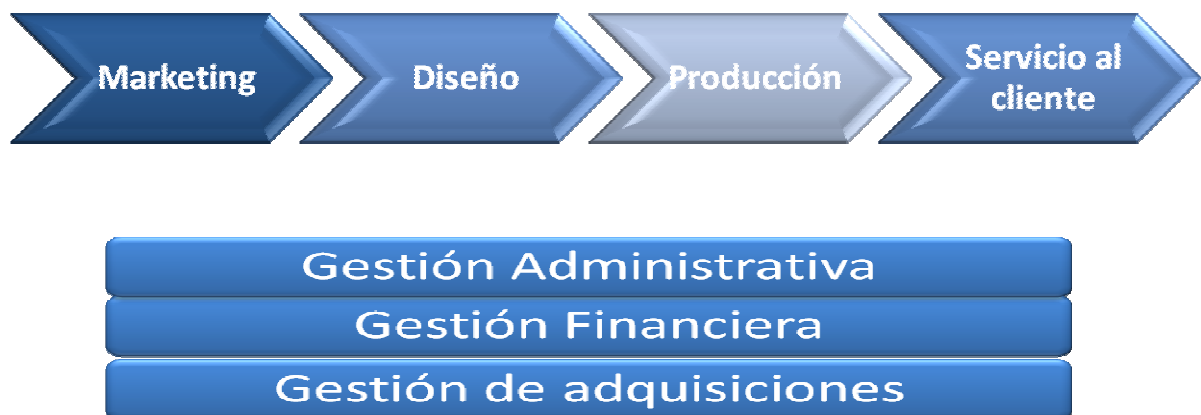 Marketing
Diseño
Producción
Servicio al
cliente
Gestión Administrativa
Gestión Financiera
Gestión de adquisiciones